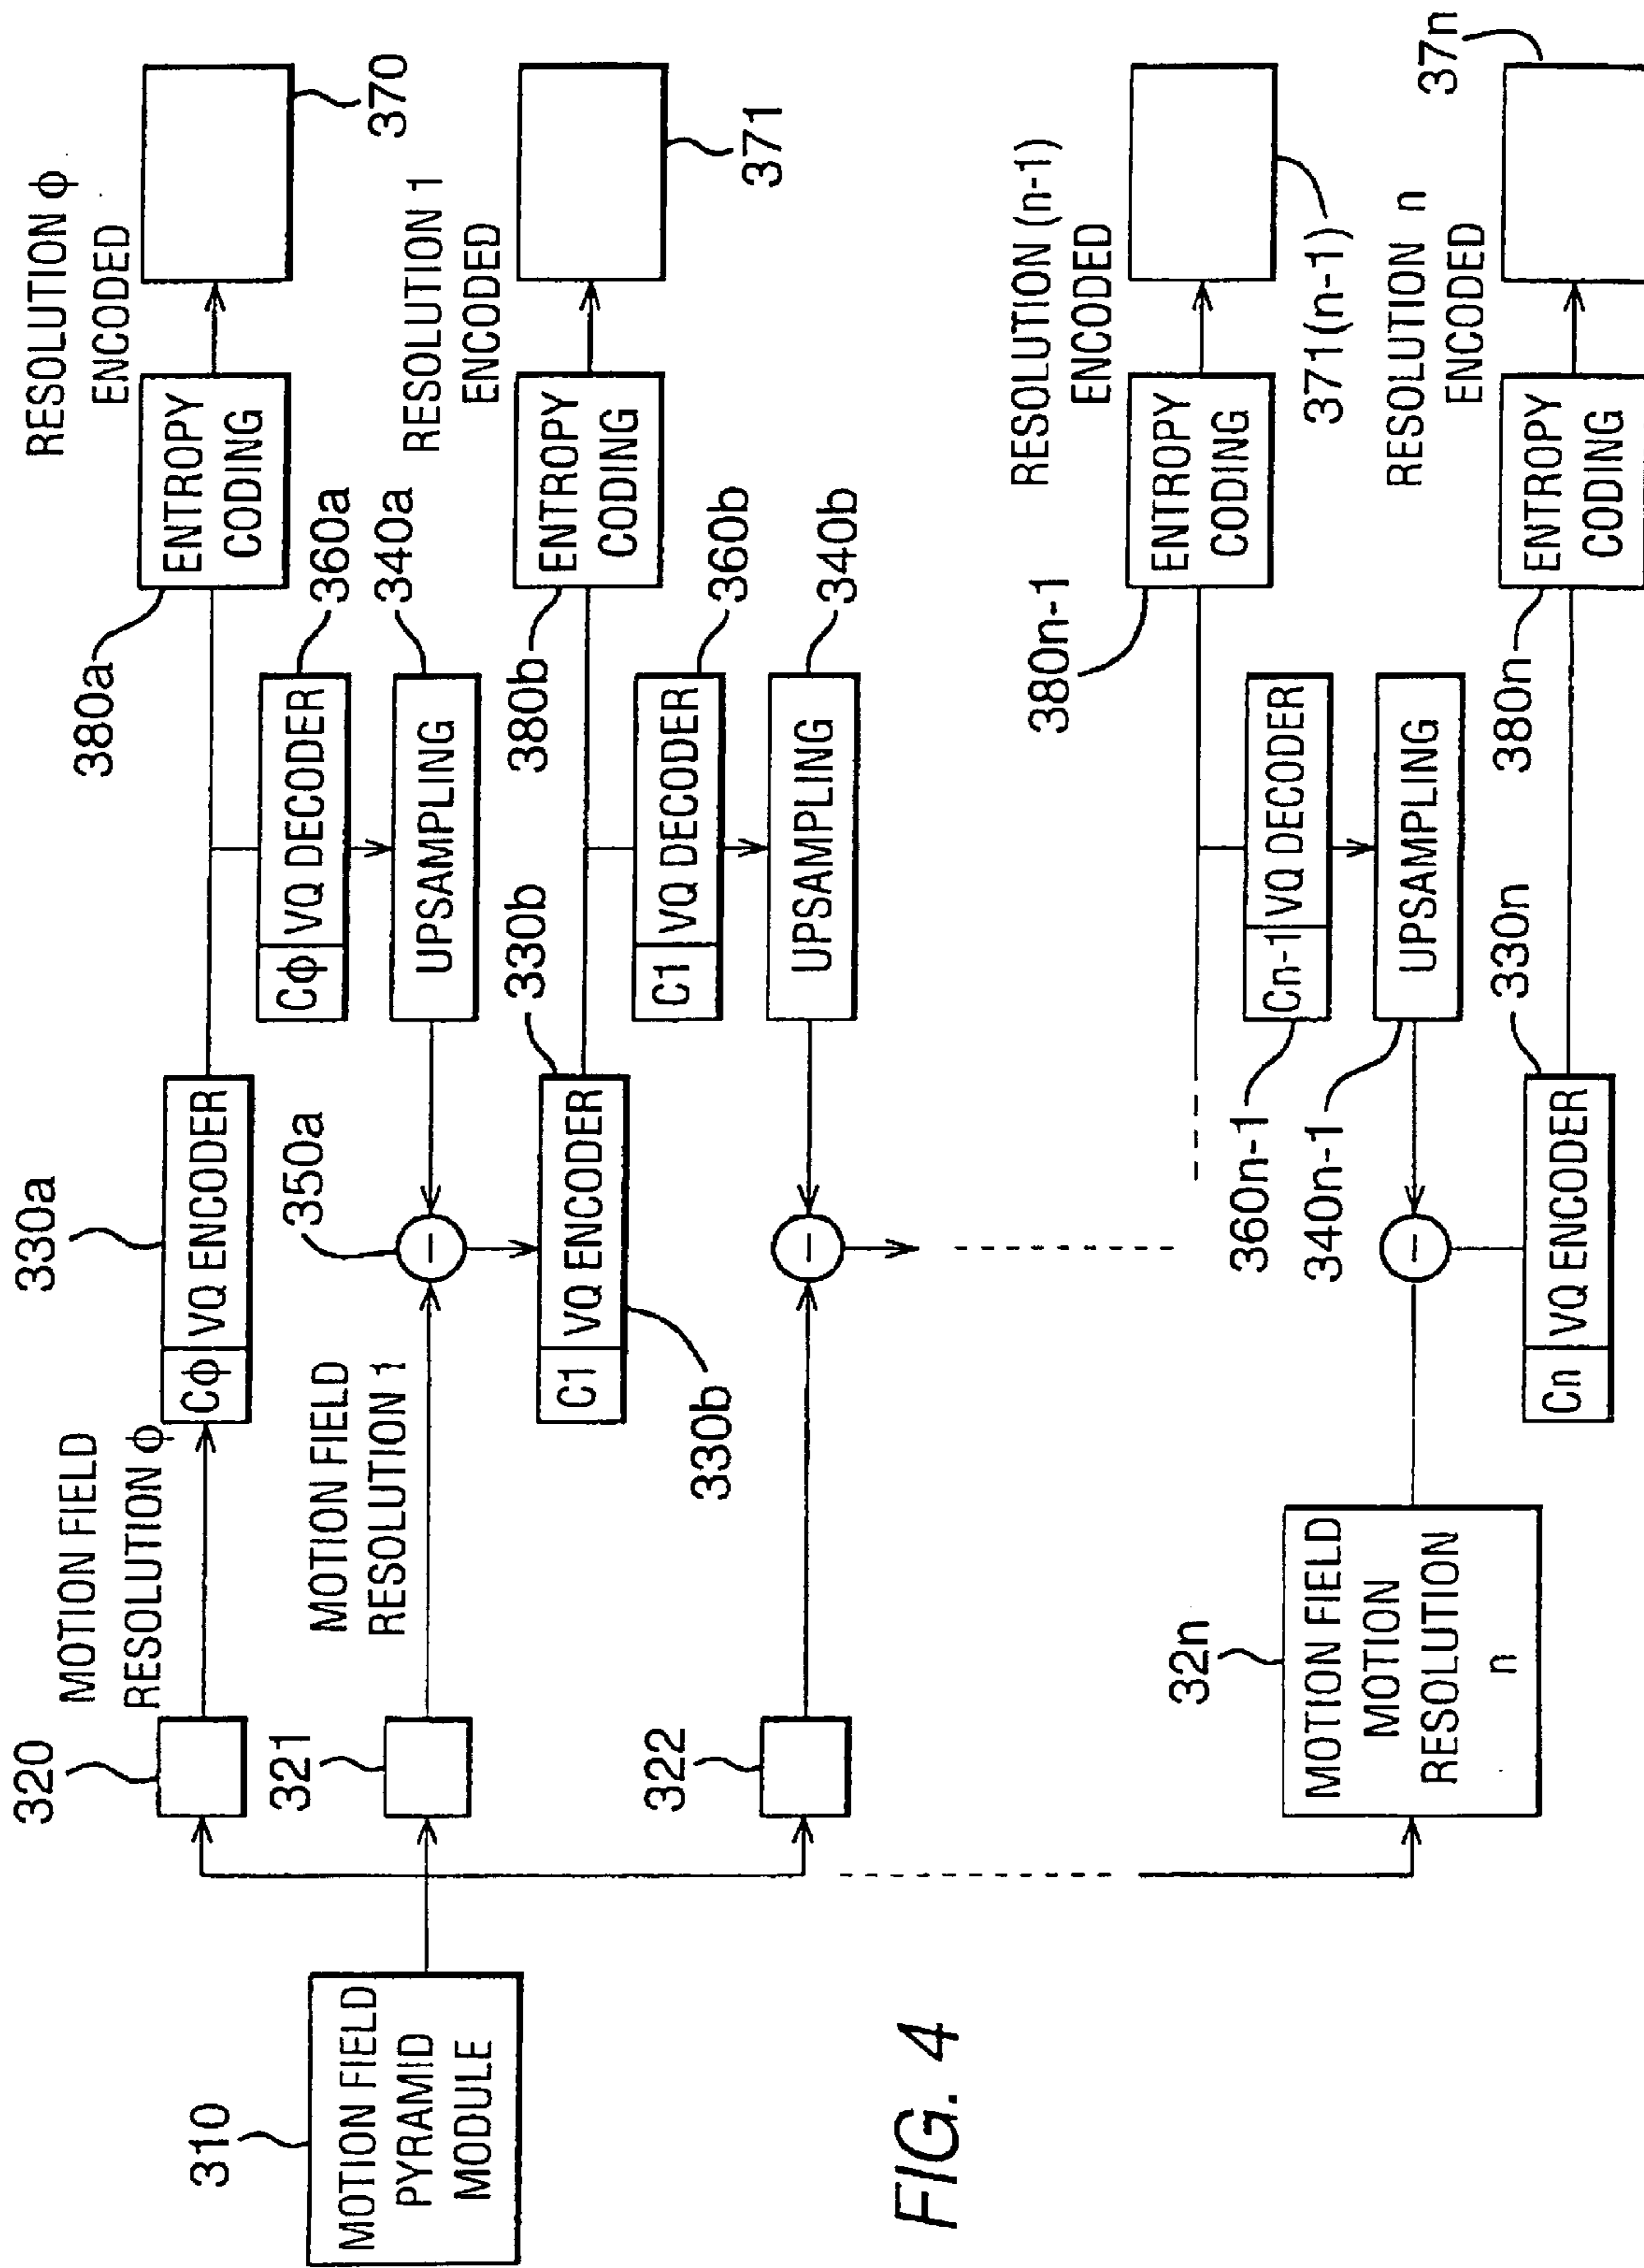 310
MOTION FIELD
PYRAMID
MODULE
320
MOTION FIELD
RESOLUTION ϕ
330a
Cϕ VQ ENCODER
380a
ENTROPY
CODING
RESOLUTION ϕ
ENCODED
370
Cϕ VQ DECODER
360a
321
MOTION FIELD
RESOLUTION 1
350a
−
UPSAMPLING
340a
330b
C1 VQ ENCODER
330b
380b
ENTROPY
CODING
RESOLUTION 1
ENCODED
371
C1 VQ DECODER
360b
322
−
UPSAMPLING
340b
380n-1
ENTROPY
CODING
RESOLUTION (n-1)
ENCODED
371(n-1)
360n-1
Cn-1 VQ DECODER
32n
MOTION FIELD
MOTION
RESOLUTION
n
340n-1
−
UPSAMPLING
330n
Cn VQ ENCODER
380n
ENTROPY
CODING
RESOLUTION n
ENCODED
37n
FIG. 4